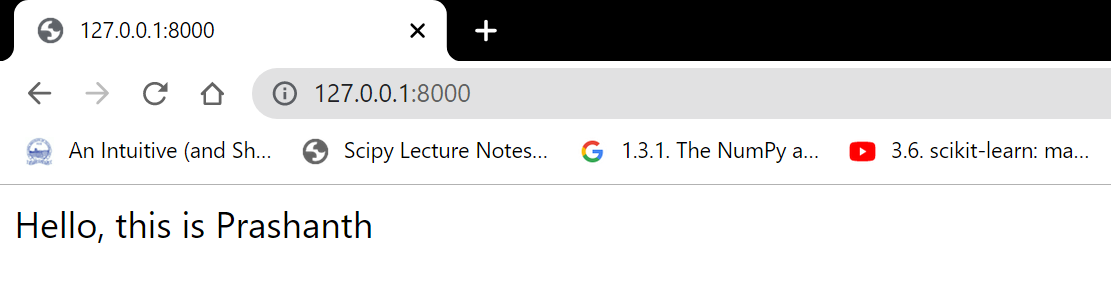 127.0.0.1:8000
127.0.0.1:8000
An Intuitive (and Sh... Scipy Lecture Notes... 1.3.1. The NumPy a... 3.6. scikit-learn: ma...
Hello, this is Prashanth